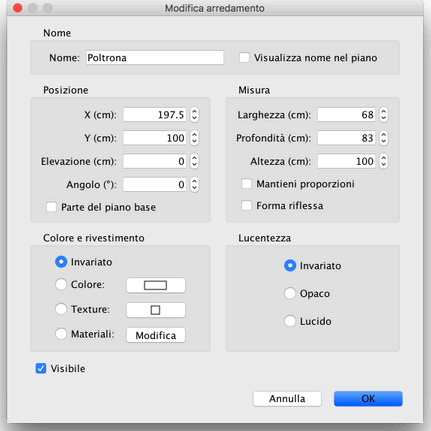 Modifica arredamento
Nome
Nome: Poltrona Visualizza nome nel piano
Posizione
X (cm): 197.5
Y (cm): 100
Elevazione (cm): 0
Angolo (°): 0
Parte del piano base
Misura
Larghezza (cm): 68
Profondità (cm): 83
Altezza (cm): 100
Mantieni proporzioni
Forma riflessa
Colore e rivestimento
Invariato
Colore:
Texture:
Materiali: Modifica
Lucentezza
Invariato
Opaco
Lucido
Visibile
Annulla OK